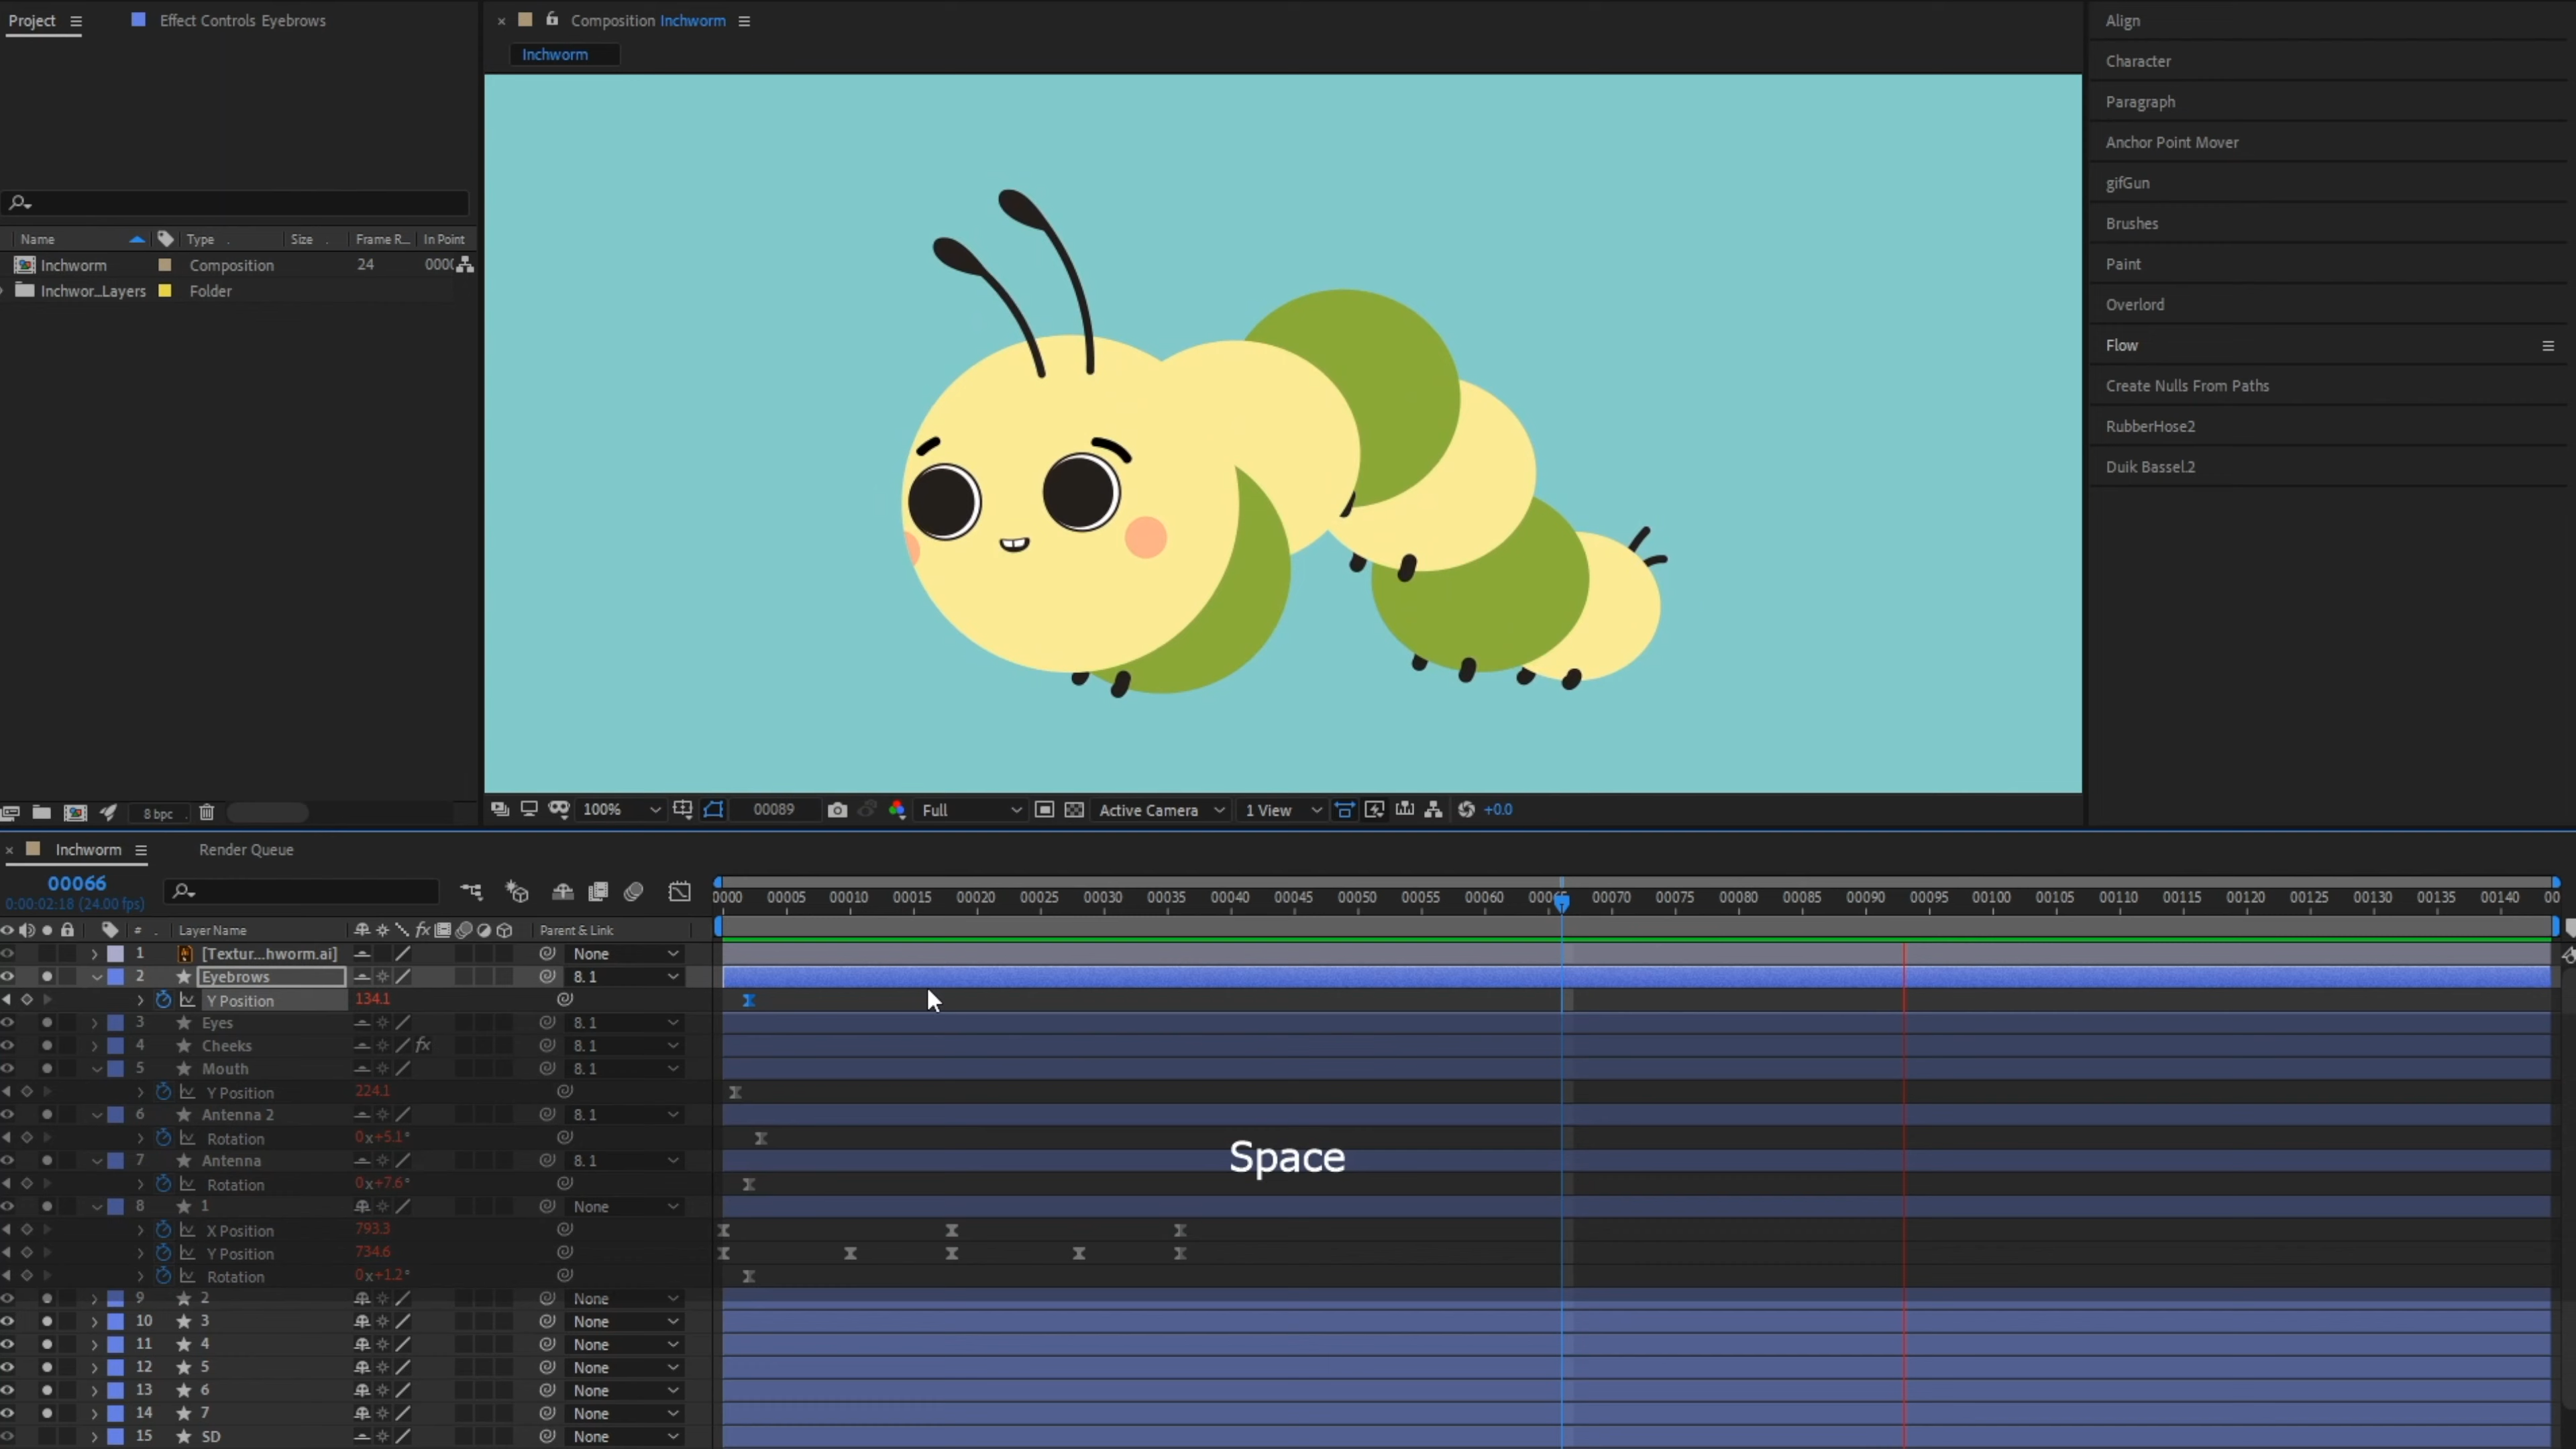 Project
Effect Controls Eyebrows
Composition Inchworm
Inchworm
Name Type Size Frame R... In Point
Inchworm Composition 24
Inchwor_Layers Folder
8 bpc
100% 00089 Full Active Camera 1 View +0.0
Align
Character
Paragraph
Anchor Point Mover
gifGun
Brushes
Paint
Overlord
Flow
Create Nulls From Paths
RubberHose2
Duik Bassel.2
Inchworm Render Queue
00066
0:00:02:18 (24.00 fps)
0000 00005 00010 00015 00020 00025 00030 00035 00040 00045 00050 00055 00060 00070 00075 00080 00085 00090 00095 00100 00105 00110 00115 00120 00125 00130 00135 00140 00
# Layer Name fx Parent & Link
1 [Textur...hworm.ai] None
2 Eyebrows 8. 1
Y Position 134.1
3 Eyes 8. 1
4 Cheeks fx 8. 1
5 Mouth 8. 1
Y Position 224.1
6 Antenna 2 8. 1
Rotation 0x+5.1°
7 Antenna 8. 1
Rotation 0x+7.6°
8 1 None
X Position 793.3
Y Position 734.6
Rotation 0x+1.2°
9 2 None
10 3 None
11 4 None
12 5 None
13 6 None
14 7 None
15 SD None
Space